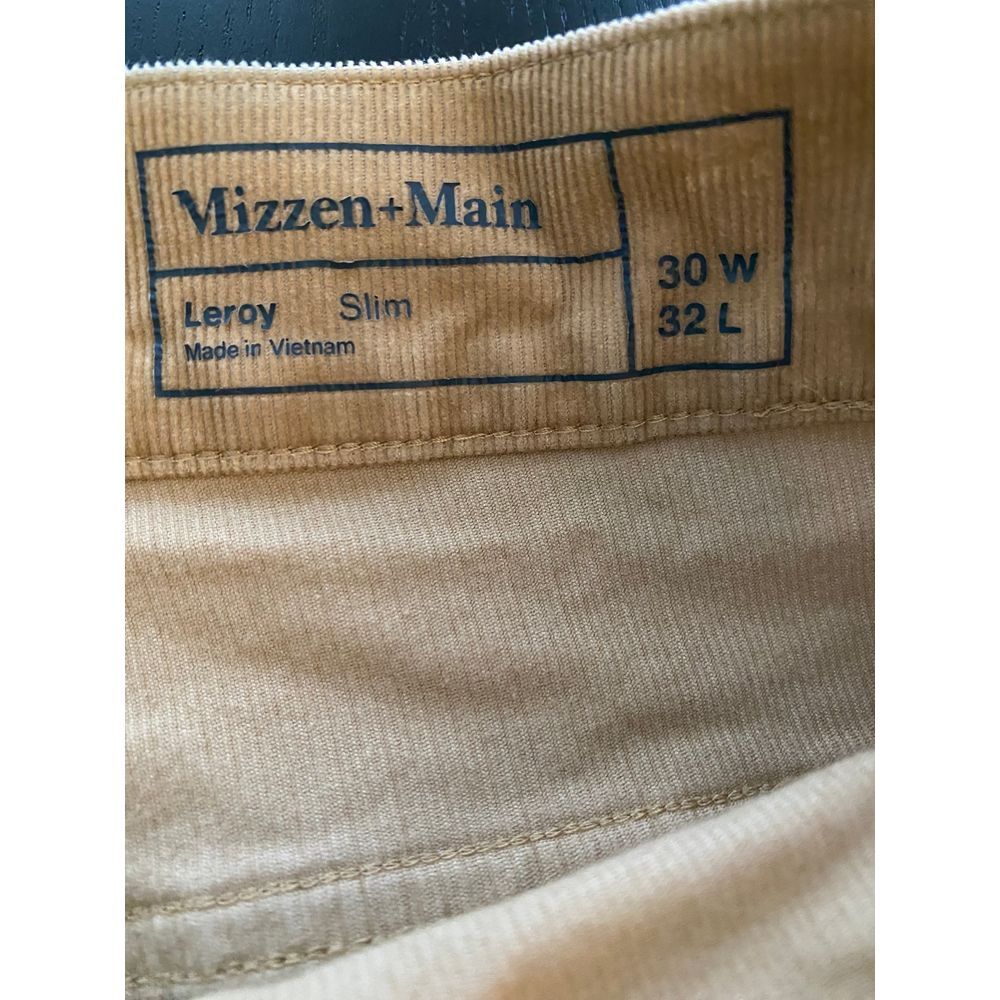 Mizzen+Main
Leroy Slim
Made in Vietnam
30 W
32 L